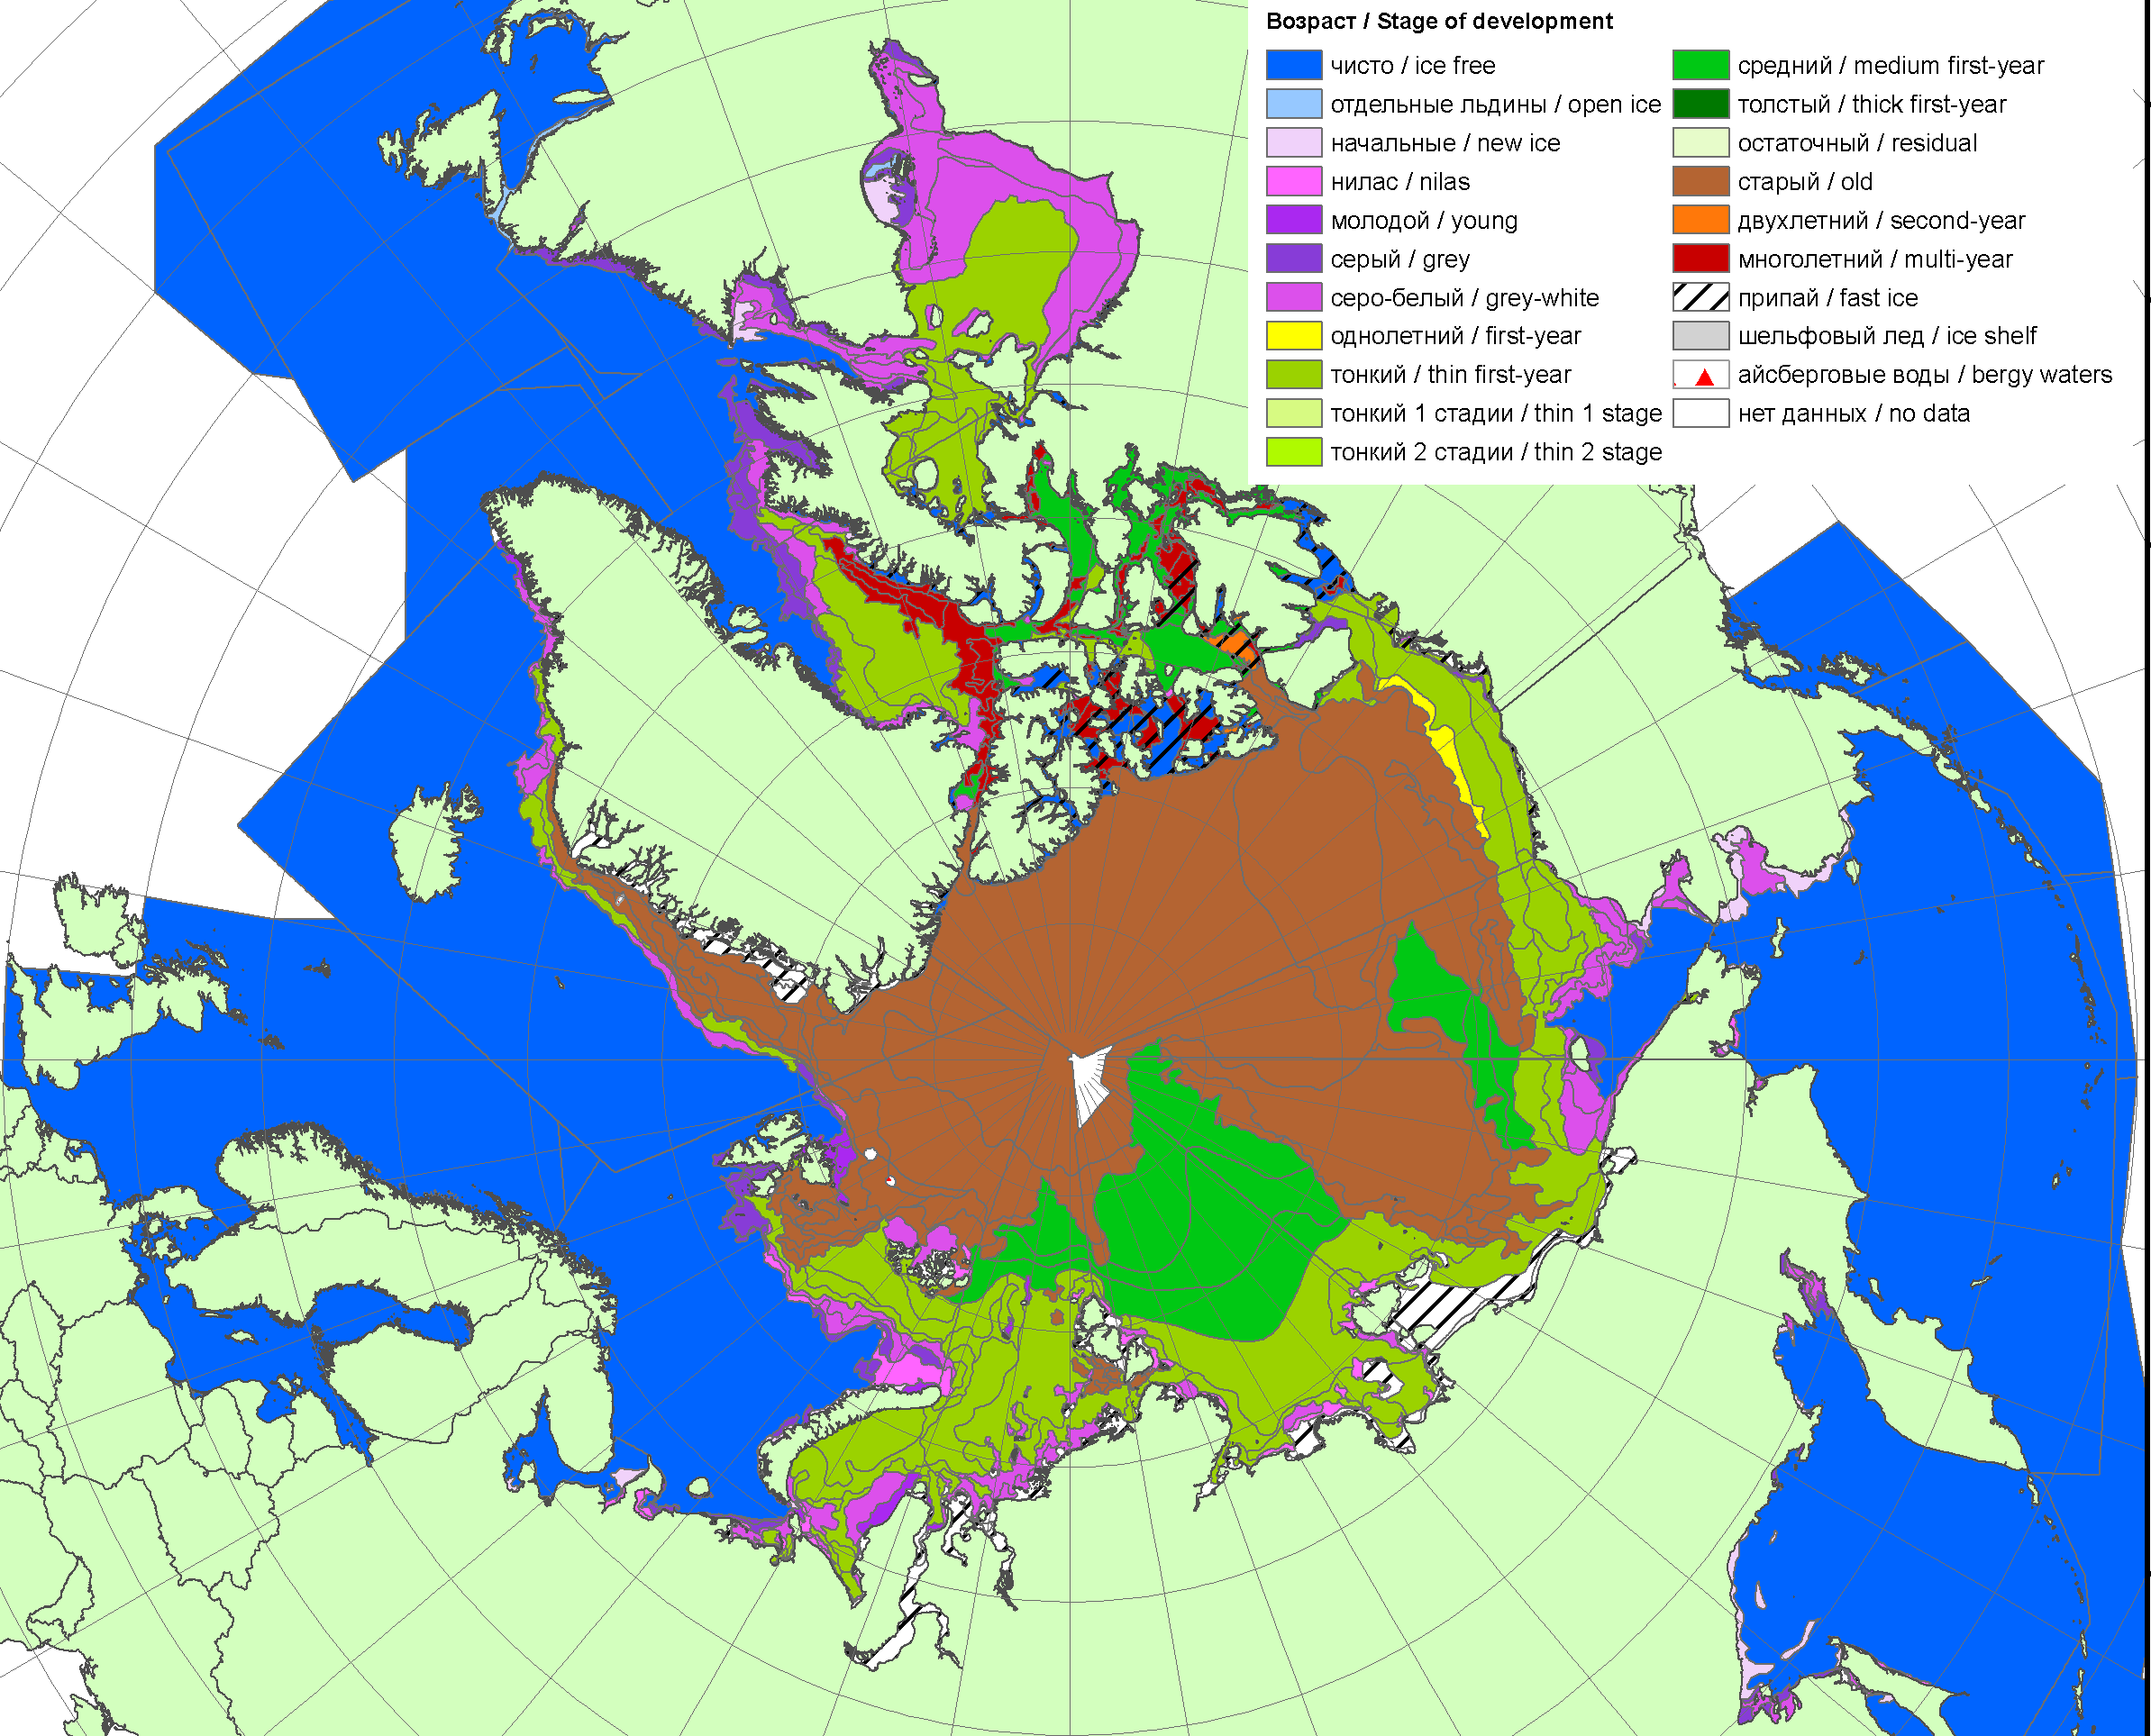 Возраст / Stage of development
чисто / ice free
отдельные льдины / open ice
начальные / new ice
нилас / nilas
молодой / young
серый / grey
серо-белый / grey-white
однолетний / first-year
тонкий / thin first-year
тонкий 1 стадии / thin 1 stage
тонкий 2 стадии / thin 2 stage
средний / medium first-year
толстый / thick first-year
остаточный / residual
старый / old
двухлетний / second-year
многолетний / multi-year
припай / fast ice
шельфовый лед / ice shelf
айсберговые воды / bergy waters
нет данных / no data